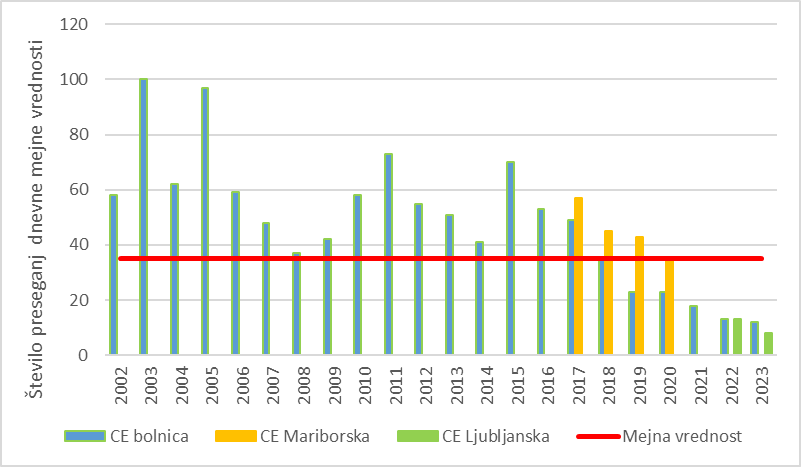 Število preseganj dnevne mejne vrednosti
120
100
80
60
40
20
0
2002 2003 2004 2005 2006 2007 2008 2009 2010 2011 2012 2013 2014 2015 2016 2017 2018 2019 2020 2021 2022 2023
CE bolnica CE Mariborska CE Ljubljanska Mejna vrednost